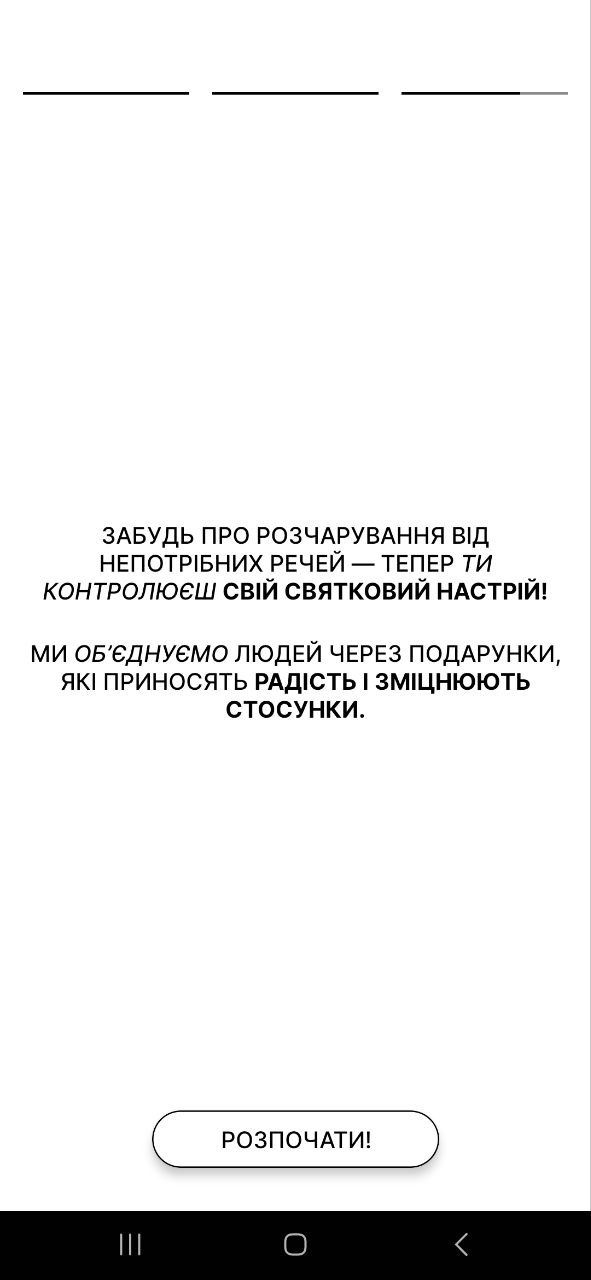 ЗАБУДЬ ПРО РОЗЧАРУВАННЯ ВІД
НЕПОТРІБНИХ РЕЧЕЙ — ТЕПЕР ТИ
КОНТРОЛЮЄШ СВІЙ СВЯТКОВИЙ НАСТРІЙ!
МИ ОБ’ЄДНУЄМО ЛЮДЕЙ ЧЕРЕЗ ПОДАРУНКИ,
ЯКІ ПРИНОСЯТЬ РАДІСТЬ І ЗМІЦНЮЮТЬ
СТОСУНКИ.
РОЗПОЧАТИ!